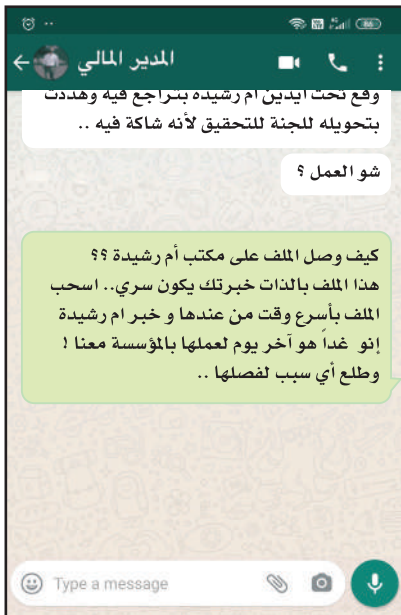 66
المدير المالي
وقع تحت ايدين ام رشيده بتراجع فيه وهددت
بتحويله للجنة للتحقيق لأنه شاكة فيه ..
شو العمل ؟
كيف وصل الملف على مكتب أم رشيدة ؟؟
هذا الملف بالذات خبرتك يكون سري.. اسحب
الملف بأسرع وقت من عندها و خبر ام رشيدة
إنو غداً هو آخر يوم لعملها بالمؤسسة معنا !
وطلع أي سبب لفصلها ..
Type a message